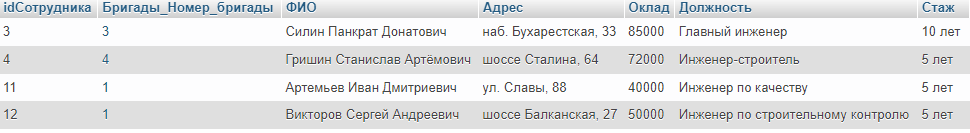 idСотрудника Бригады_Номер_бригады ФИО Адрес Оклад Должность Стаж
3 3 Силин Панкрат Донатович наб. Бухарестская, 33 85000 Главный инженер 10 лет
4 4 Гришин Станислав Артёмович шоссе Сталина, 64 72000 Инженер-строитель 5 лет
11 1 Артемьев Иван Дмитриевич ул. Славы, 88 40000 Инженер по качеству 5 лет
12 1 Викторов Сергей Андреевич шоссе Балканская, 27 50000 Инженер по строительному контролю 5 лет